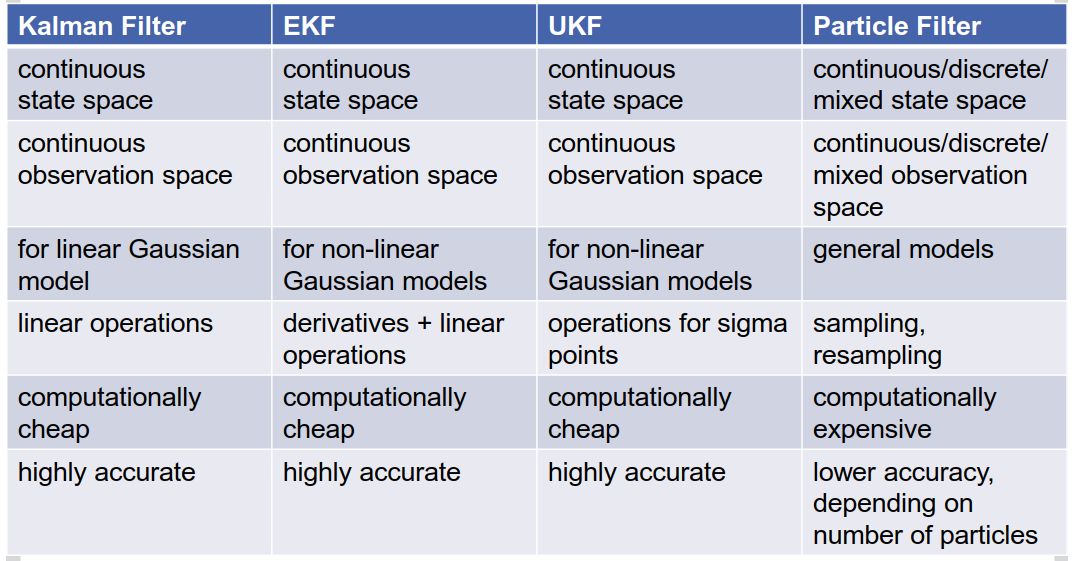 Kalman Filter EKF UKF Particle Filter
continuous continuous continuous continuous/discrete/
state space state space state space mixed state space
continuous continuous continuous continuous/discrete/
observation space observation space observation space mixed observation
space
for linear Gaussian for non-linear for non-linear general models
model Gaussian models Gaussian models
linear operations derivatives + linear operations for sigma sampling,
operations points resampling
computationally computationally computationally computationally
cheap cheap cheap expensive
highly accurate highly accurate highly accurate lower accuracy,
depending on
number of particles